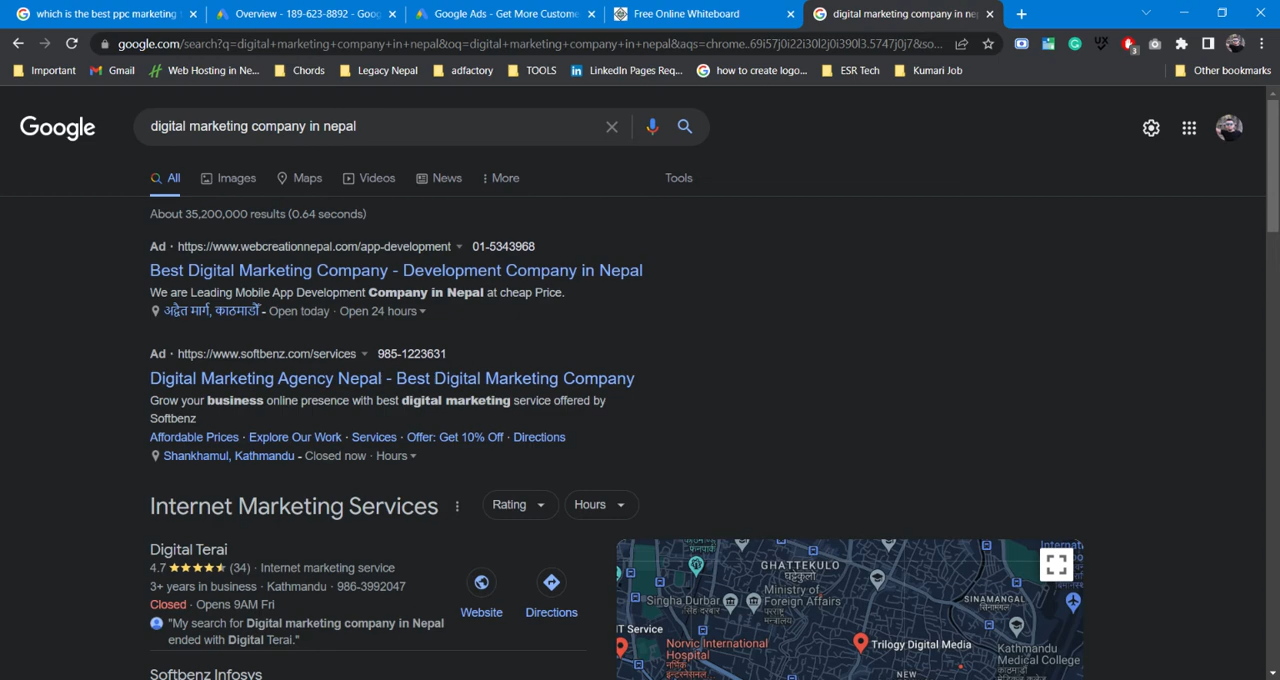 which is the best ppc marketing
Overview - 189-623-8892 - Goog
Google Ads - Get More Custome
Free Online Whiteboard
digital marketing company in ne
google.com/search?q=digital+marketing+company+in+nepal&oq=digital+marketing+company+in+nepal&aqs=chrome..69i57j0i22i30l2j0i390l3.5747j0j7&so...
3
Important
Gmail
Web Hosting in Ne...
Chords
Legacy Nepal
adfactory
TOOLS
LinkedIn Pages Req...
how to create logo...
ESR Tech
Kumari Job
Other bookmarks
Google
digital marketing company in nepal
All
Images
Maps
Videos
News
More
Tools
About 35,200,000 results (0.64 seconds)
Ad · https://www.webcreationnepal.com/app-development 01-5343968
Best Digital Marketing Company - Development Company in Nepal
We are Leading Mobile App Development Company in Nepal at cheap Price.
अद्वैत मार्ग, काठमाडौँ - Open today · Open 24 hours
Ad · https://www.softbenz.com/services 985-1223631
Digital Marketing Agency Nepal - Best Digital Marketing Company
Grow your business online presence with best digital marketing service offered by
Softbenz
Affordable Prices · Explore Our Work · Services · Offer: Get 10% Off · Directions
Shankhamul, Kathmandu - Closed now · Hours
Internet Marketing Services
Rating
Hours
Digital Terai
4.7 (34) · Internet marketing service
3+ years in business · Kathmandu · 986-3992047
Closed · Opens 9AM Fri
"My search for Digital marketing company in Nepal
ended with Digital Terai."
Website
Directions
Softbenz Infosys
Internat
GHATTEKULO
घट्टेकुलो
Singha Durbar
Ministry of
Foreign Affairs
SINAMANGAL
सिनामंगल
IT Service
Norvic International
Hospital
Trilogy Digital Media
Kathmandu
Medical College
NEW